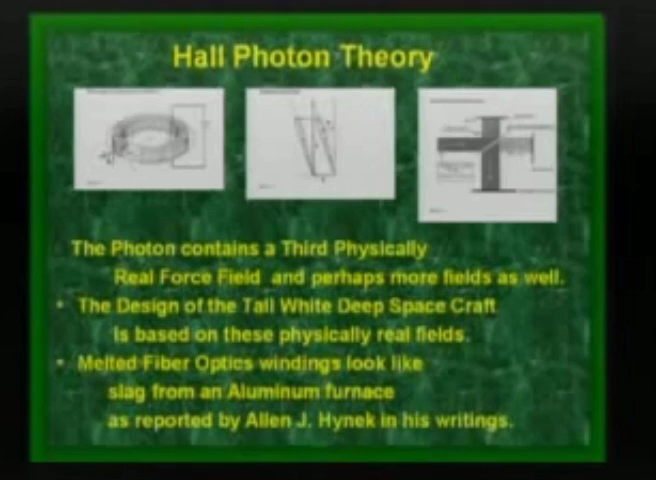 Hall Photon Theory
The Photon contains a Third Physically
Real Force Field and perhaps more fields as well.
• The Design of the Tall White Deep Space Craft
Is based on these physically real fields.
• Melted Fiber Optics windings look like
slag from an Aluminum furnace
as reported by Allen J. Hynek in his writings.